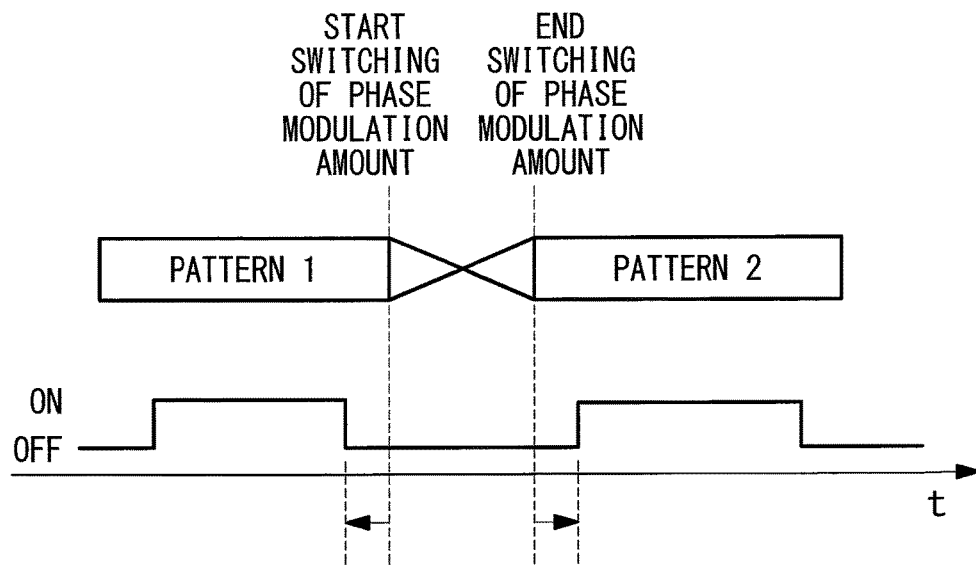 START
SWITCHING
OF PHASE
MODULATION
AMOUNT
END
SWITCHING
OF PHASE
MODULATION
AMOUNT
PATTERN 1
PATTERN 2
ON
OFF
t